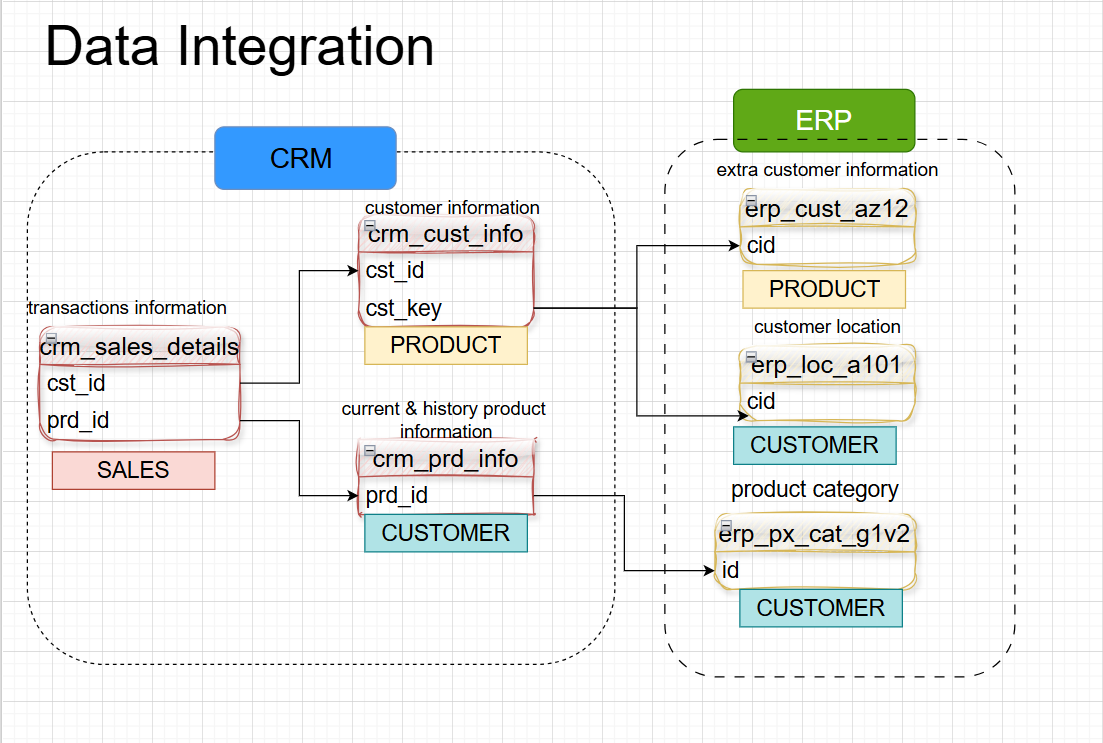 Data Integration
CRM
transactions information
crm_sales_details
cst_id
prd_id
SALES
customer information
crm_cust_info
cst_id
cst_key
PRODUCT
current & history product
information
crm_prd_info
prd_id
CUSTOMER
ERP
extra customer information
erp_cust_az12
cid
PRODUCT
customer location
erp_loc_a101
cid
CUSTOMER
product category
erp_px_cat_g1v2
id
CUSTOMER